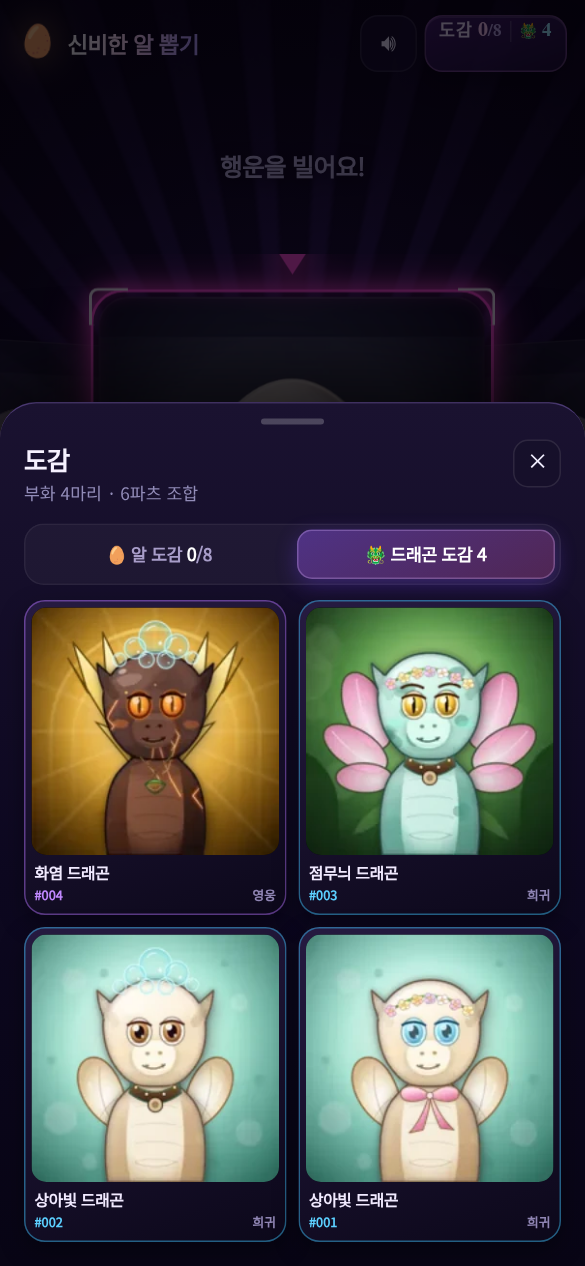 신비한 알 뽑기
도감 0/8 4
행운을 빌어요!
도감
부화 4마리 · 6파츠 조합
알 도감 0/8
드래곤 도감 4
화염 드래곤
#004 영웅
점무늬 드래곤
#003 희귀
상아빛 드래곤
#002 희귀
상아빛 드래곤
#001 희귀